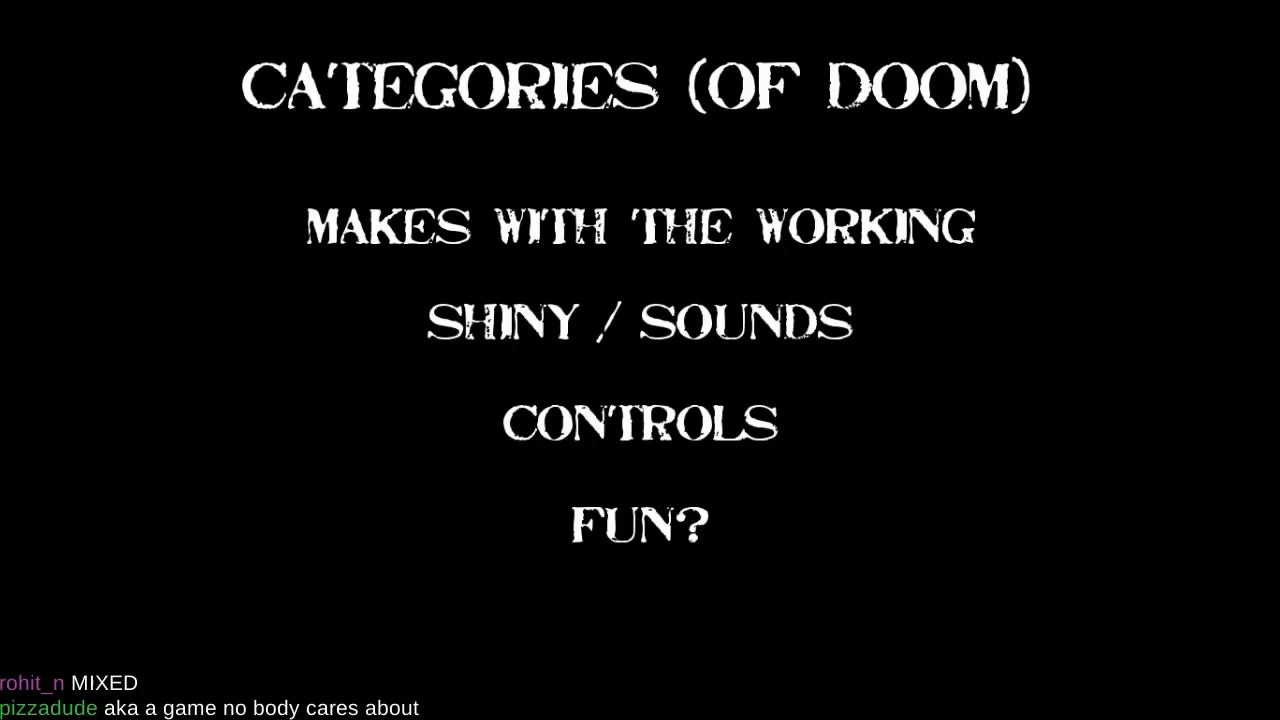 CATEGORIES (OF DOOM)
MAKES WITH THE WORKING
SHINY / SOUNDS
CONTROLS
FUN?
rohit_n MIXED
pizzadude aka a game no body cares about